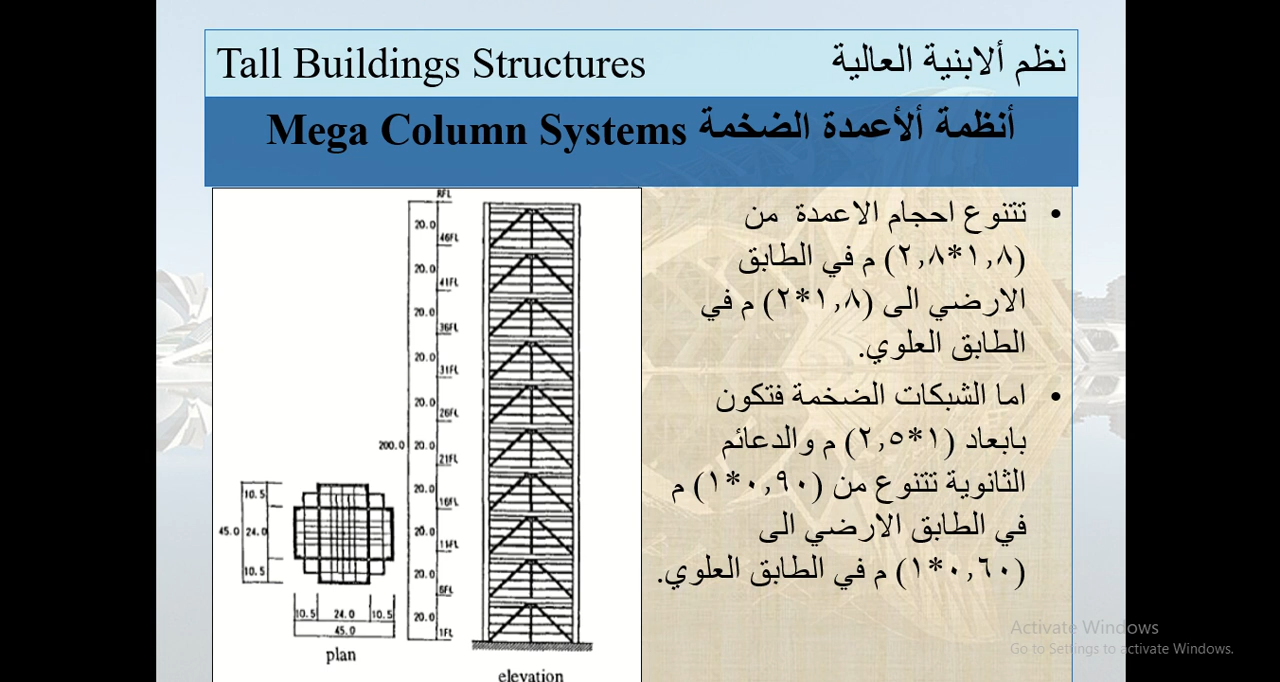 Tall Buildings Structures نظم ألابنية العالية
Mega Column Systems أنظمة ألأعمدة الضخمة
• تتنوع احجام الاعمدة من
(١,٨*٢,٨) م في الطابق
الارضي الى (١,٨*٢) م في
الطابق العلوي.
• اما الشبكات الضخمة فتكون
بابعاد (١*٢,٥) م والدعائم
الثانوية تتنوع من (٠,٩٠*١) م
في الطابق الارضي الى
(٠,٦٠*١) م في الطابق العلوي.
RFL
20.0
46FL
20.0
41FL
20.0
36FL
20.0
31FL
20.0
26FL
200.0 20.0
21FL
20.0
16FL
20.0
11FL
20.0
6FL
20.0
1FL
10.5
45.0 24.0
10.5
10.5 24.0 10.5
45.0
plan
elevation
Activate Windows
Go to Settings to activate Windows.